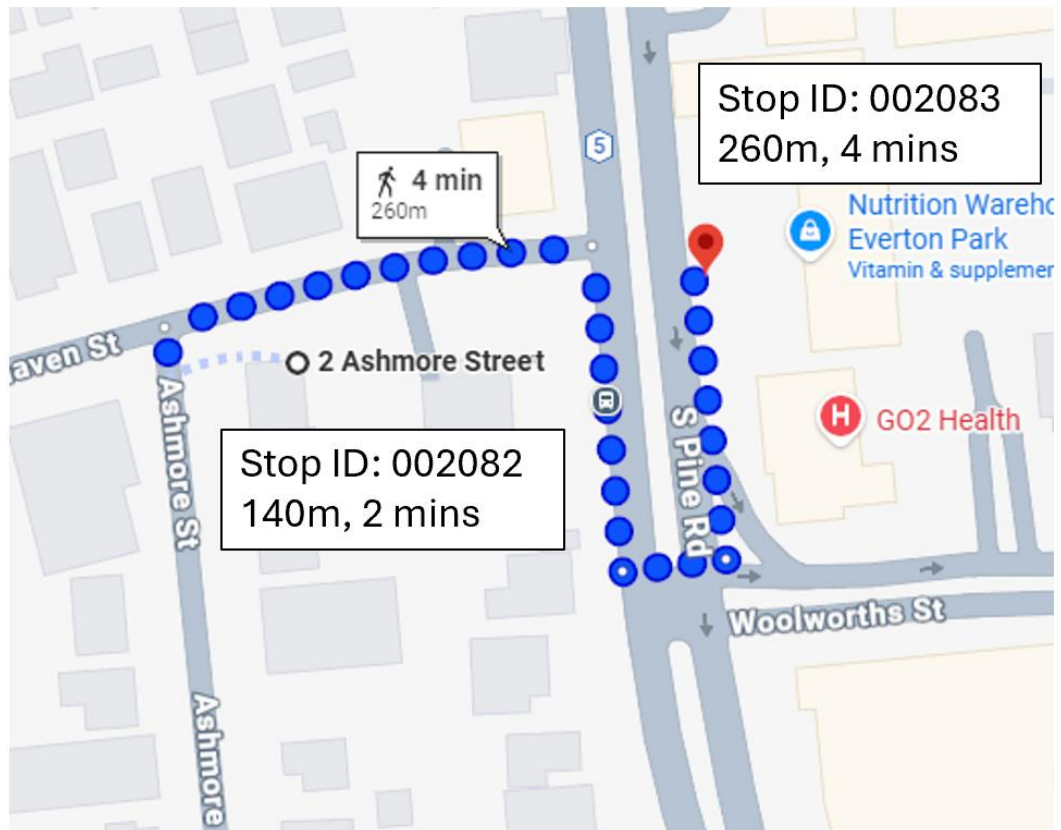 Stop ID: 002083
260m, 4 mins
5
4 min
260m
Nutrition Wareho
Everton Park
Vitamin & supplemen
aven St
2 Ashmore Street
Ashmore St
S Pine Rd
H GO2 Health
Stop ID: 002082
140m, 2 mins
Woolworths St
Ashmore